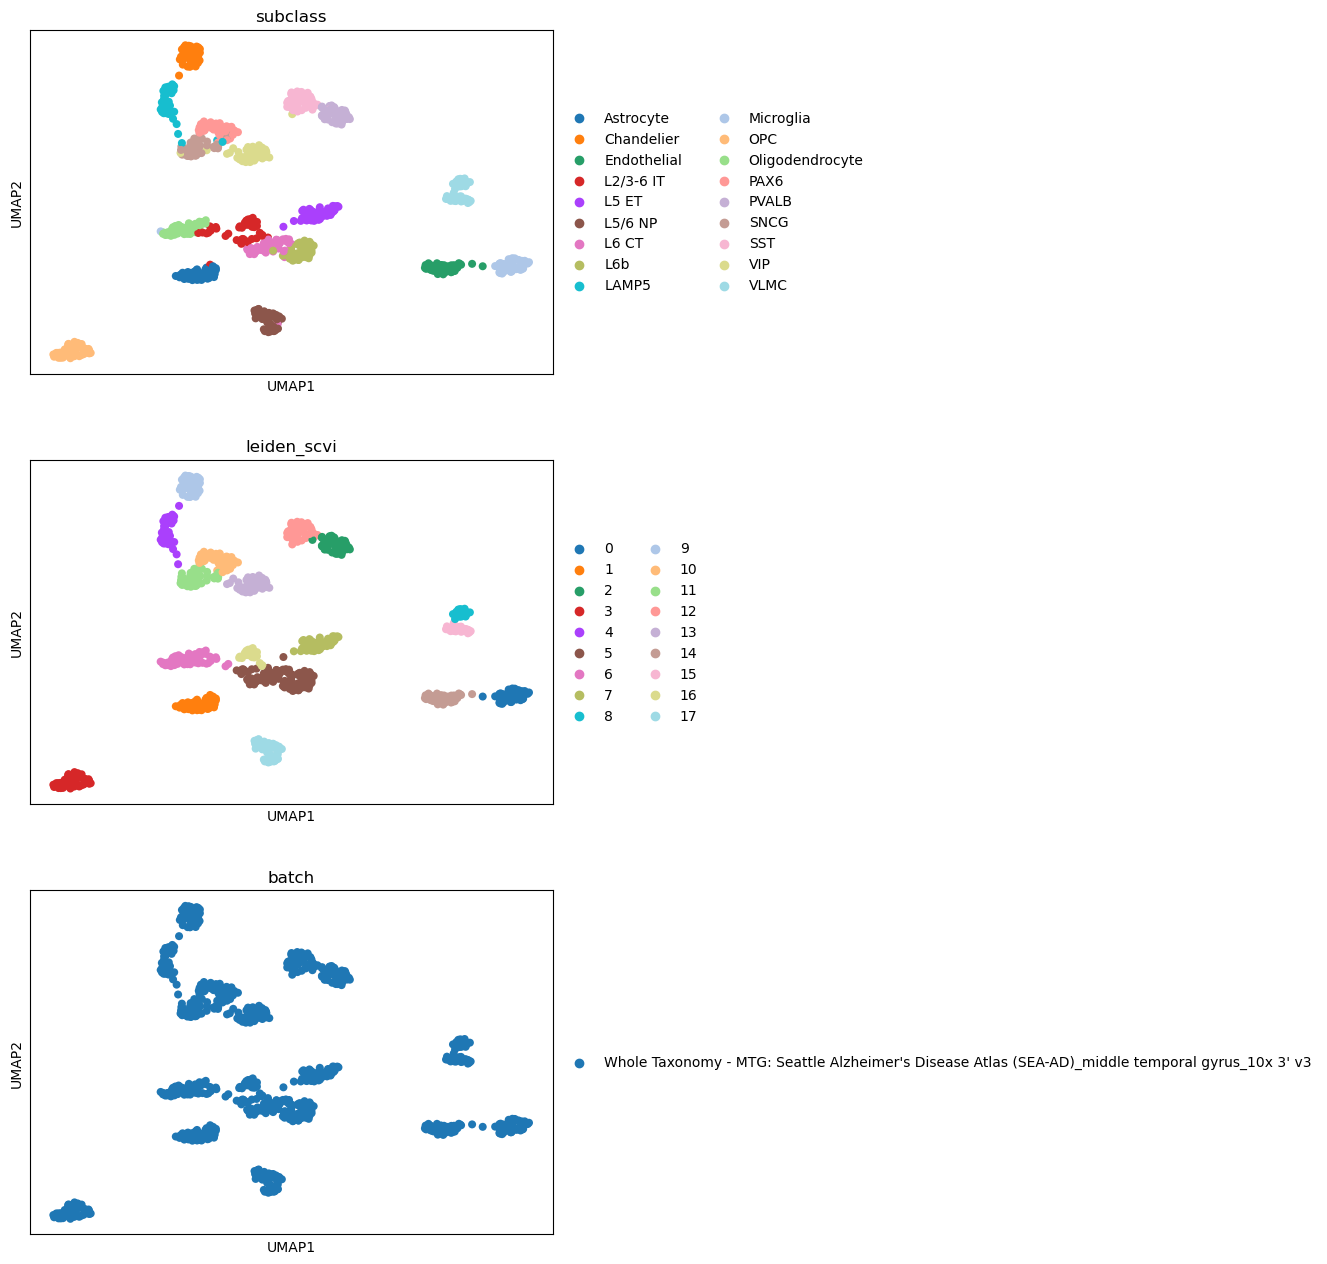 subclass
UMAP2
UMAP1
Astrocyte
Chandelier
Endothelial
L2/3-6 IT
L5 ET
L5/6 NP
L6 CT
L6b
LAMP5
Microglia
OPC
Oligodendrocyte
PAX6
PVALB
SNCG
SST
VIP
VLMC
leiden_scvi
UMAP2
UMAP1
0
1
2
3
4
5
6
7
8
9
10
11
12
13
14
15
16
17
batch
UMAP2
UMAP1
Whole Taxonomy - MTG: Seattle Alzheimer's Disease Atlas (SEA-AD)_middle temporal gyrus_10x 3' v3